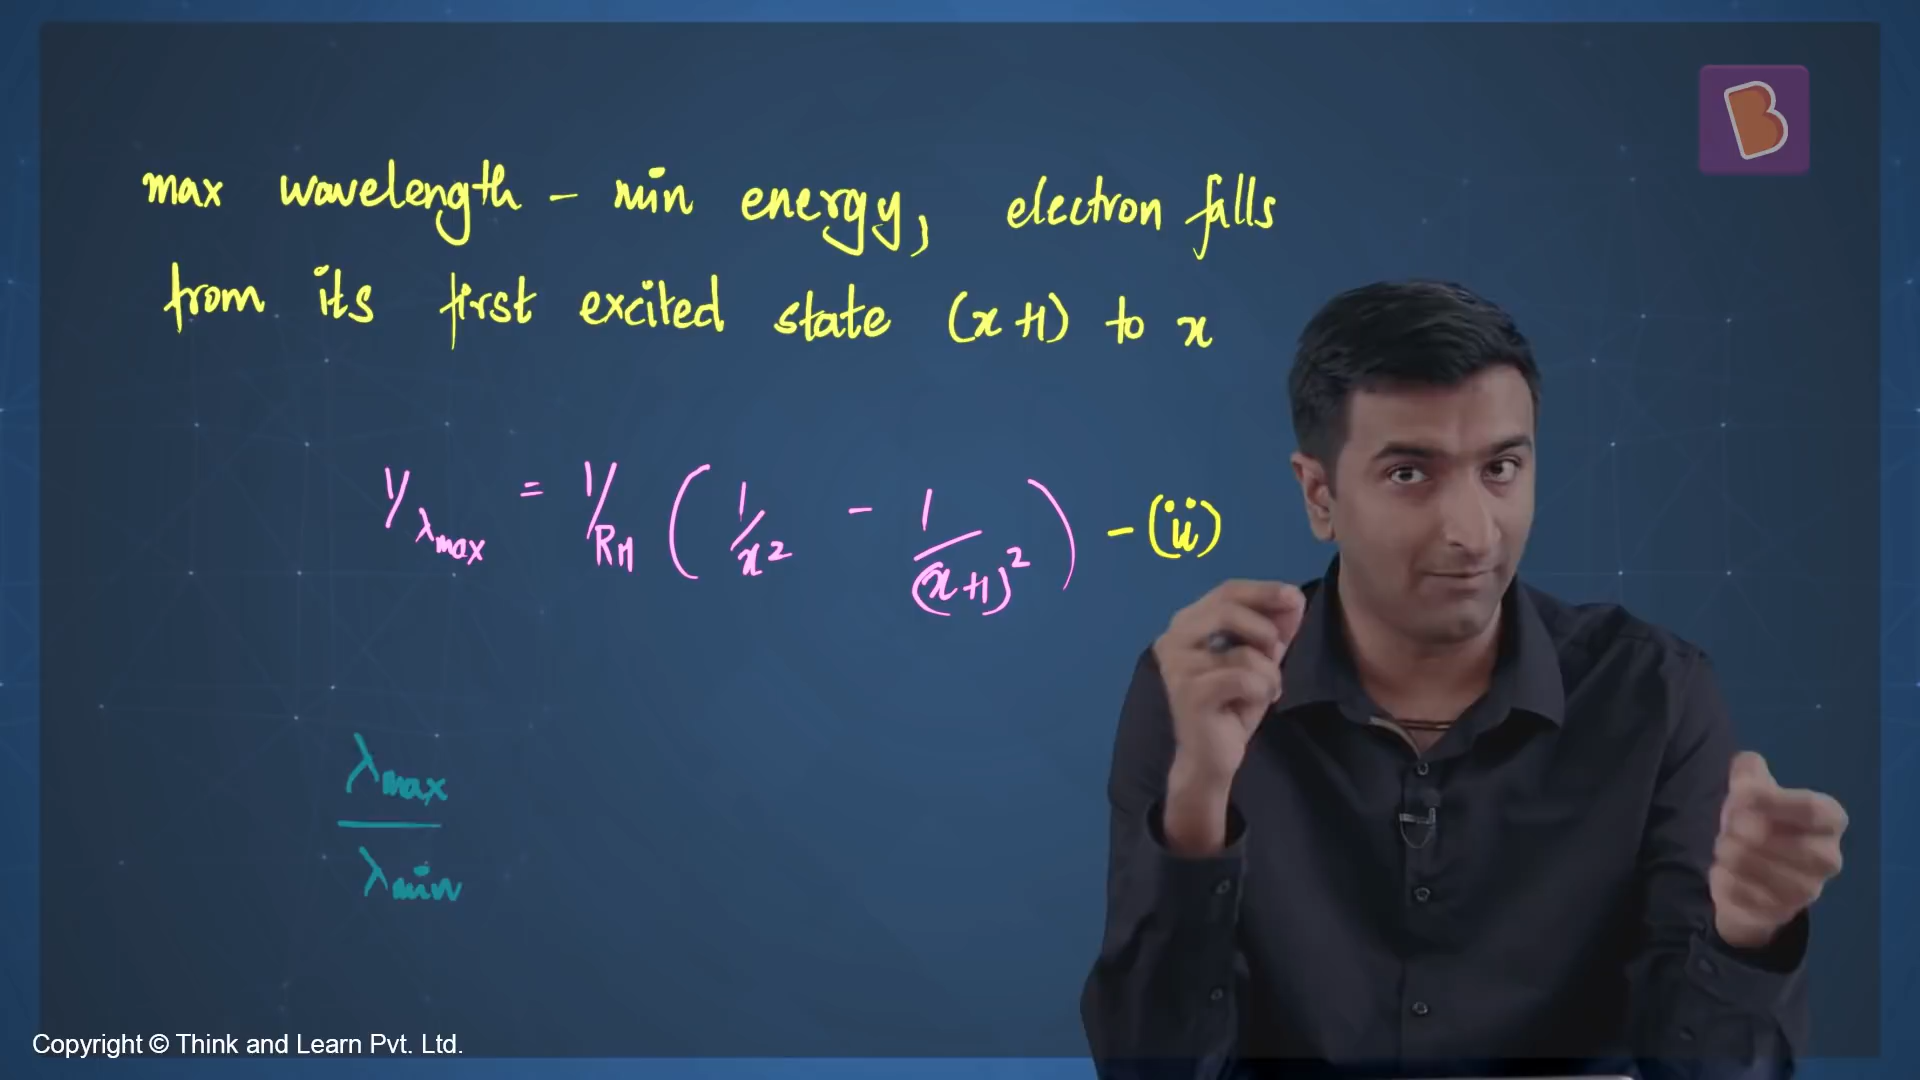 max wavelength – min energy, electron falls
from its first excited state (x+1) to x
1/λmax = 1/RH (1/x² - 1/(x+1)²) - (ii)
λmax
λmin
B
Copyright © Think and Learn Pvt. Ltd.